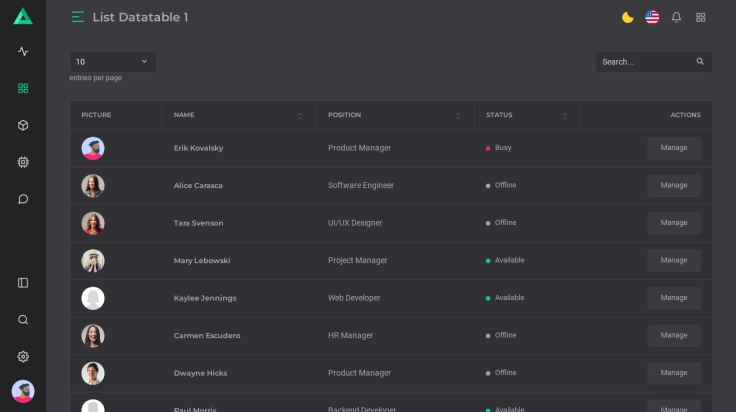 List Datatable 1
10
Search...
entries per page
PICTURE NAME POSITION STATUS ACTIONS
Erik Kovalsky Product Manager Busy Manage
Alice Carasca Software Engineer Offline Manage
Tara Svenson UI/UX Designer Offline Manage
Mary Lebowski Project Manager Available Manage
Kaylee Jennings Web Developer Available Manage
Carmen Escudero HR Manager Offline Manage
Dwayne Hicks Product Manager Offline Manage
Paul Morris Backend Developer Available Manage